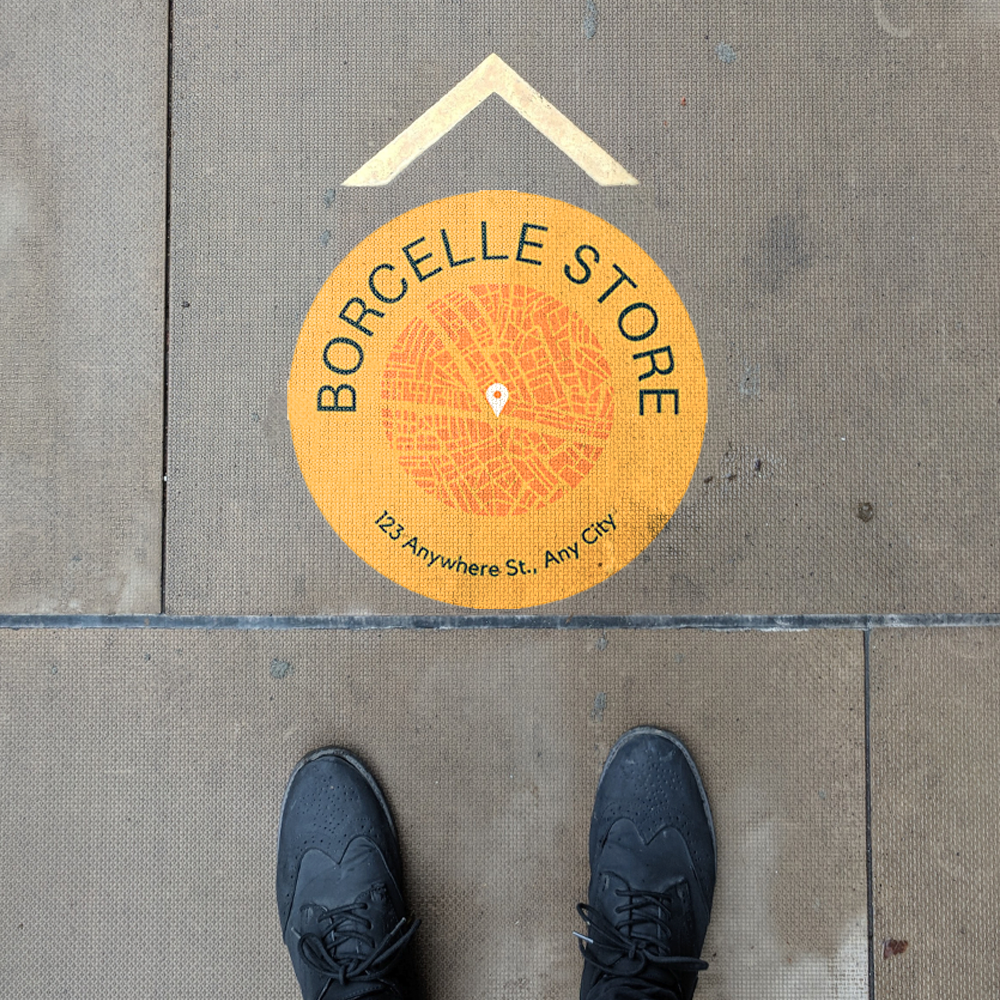 BORCELLE STORE
123 Anywhere St., Any City